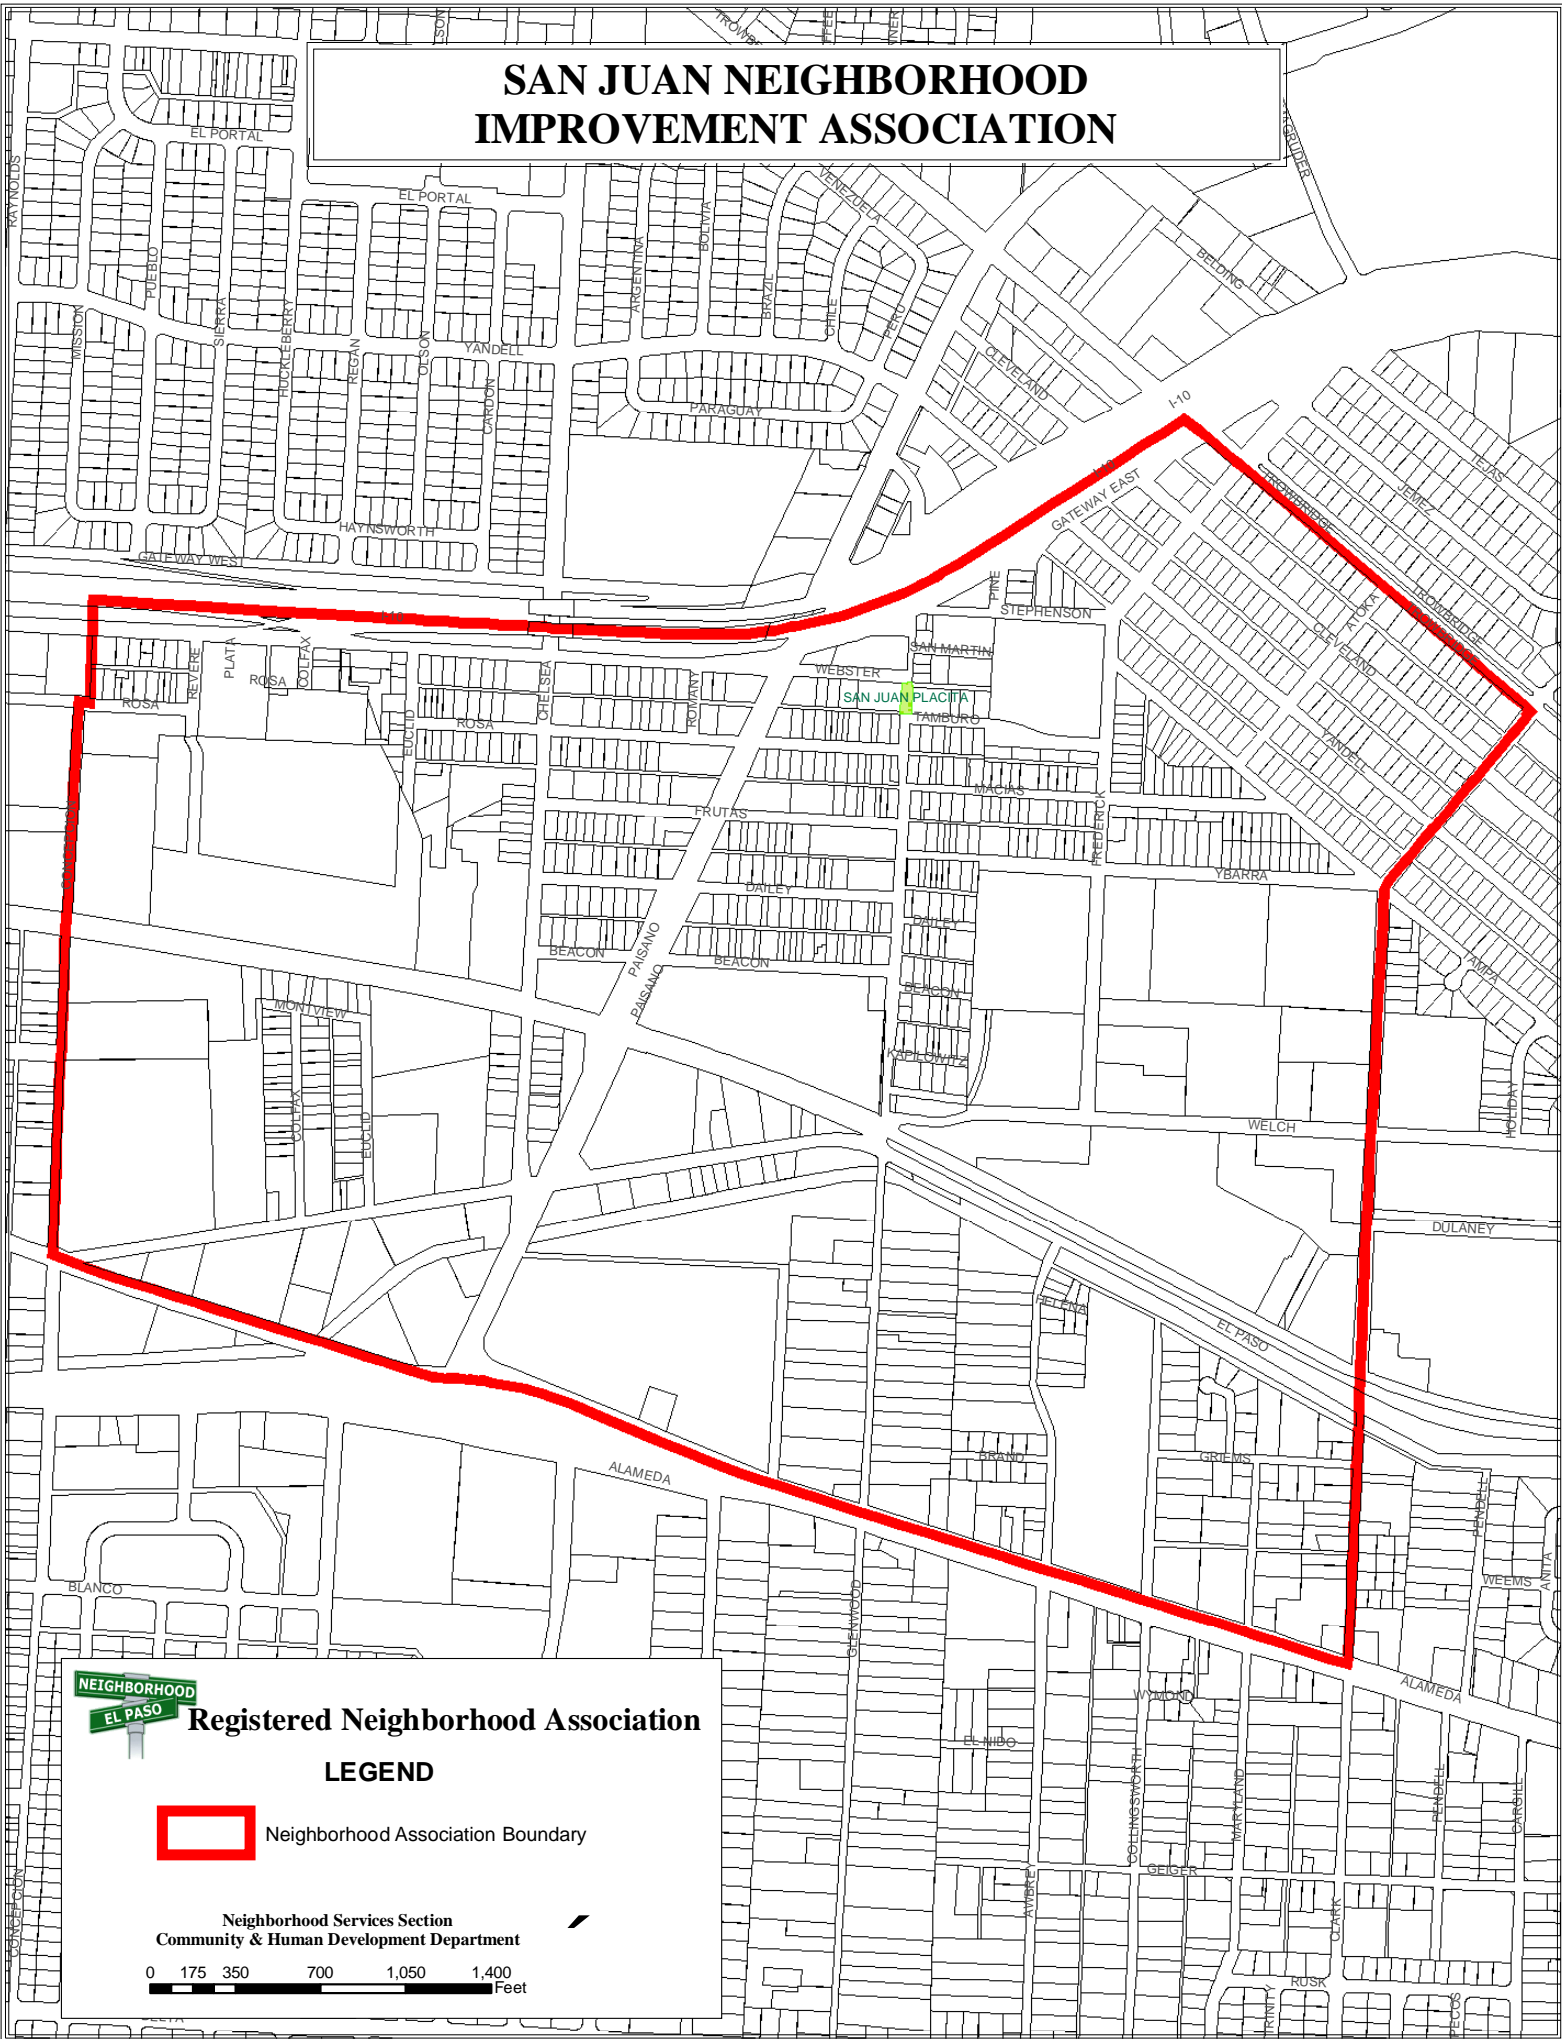 SAN JUAN NEIGHBORHOOD
IMPROVEMENT ASSOCIATION
EL PORTAL
EL PORTAL
RAYNOLDS
VENEZUELA
BELDING
PUEBLO
MISSION
SIERRA
HUCKLEBERRY
REGAN
OLSON
CARDON
YANDELL
ARGENTINA
BOLIVIA
BRAZIL
CHILE
PERU
PARAGUAY
CLEVELAND
I-10
HAYNSWORTH
GATEWAY WEST
GATEWAY EAST
I-10
TROWBRIDGE
TEJAS
JEMEZ
TROWBRIDGE
ATOKA
CLEVELAND
YANDELL
PINE
STEPHENSON
SAN MARTIN
WEBSTER
SAN JUAN PLACITA
TAMBURO
REVERE
PLATA
COLFAX
ROSA
ROSA
ROSA
EUCLID
CHELSEA
ROMANY
FRUTAS
MACIAS
FREDERICK
YBARRA
DAILEY
DAILEY
BEACON
BEACON
BEACON
PAISANO
PAISANO
KAPILOWITZ
TAMPA
MONTVIEW
COLFAX
EUCLID
WELCH
HOLIDAY
DULANEY
HELENA
EL PASO
BRAND
GRIEMS
ALAMEDA
PENDELL
WEEMS
ANITA
BLANCO
GLENWOOD
WYMOND
ALAMEDA
EL NIDO
COLLINGSWORTH
MARYLAND
PENDELL
CARGILL
GEIGER
AWBREY
CLARK
CONCEPCION
RUSK
TRINITY
PECOS
NEIGHBORHOOD
EL PASO
Registered Neighborhood Association
LEGEND
Neighborhood Association Boundary
Neighborhood Services Section
Community & Human Development Department
0 175 350 700 1,050 1,400
Feet